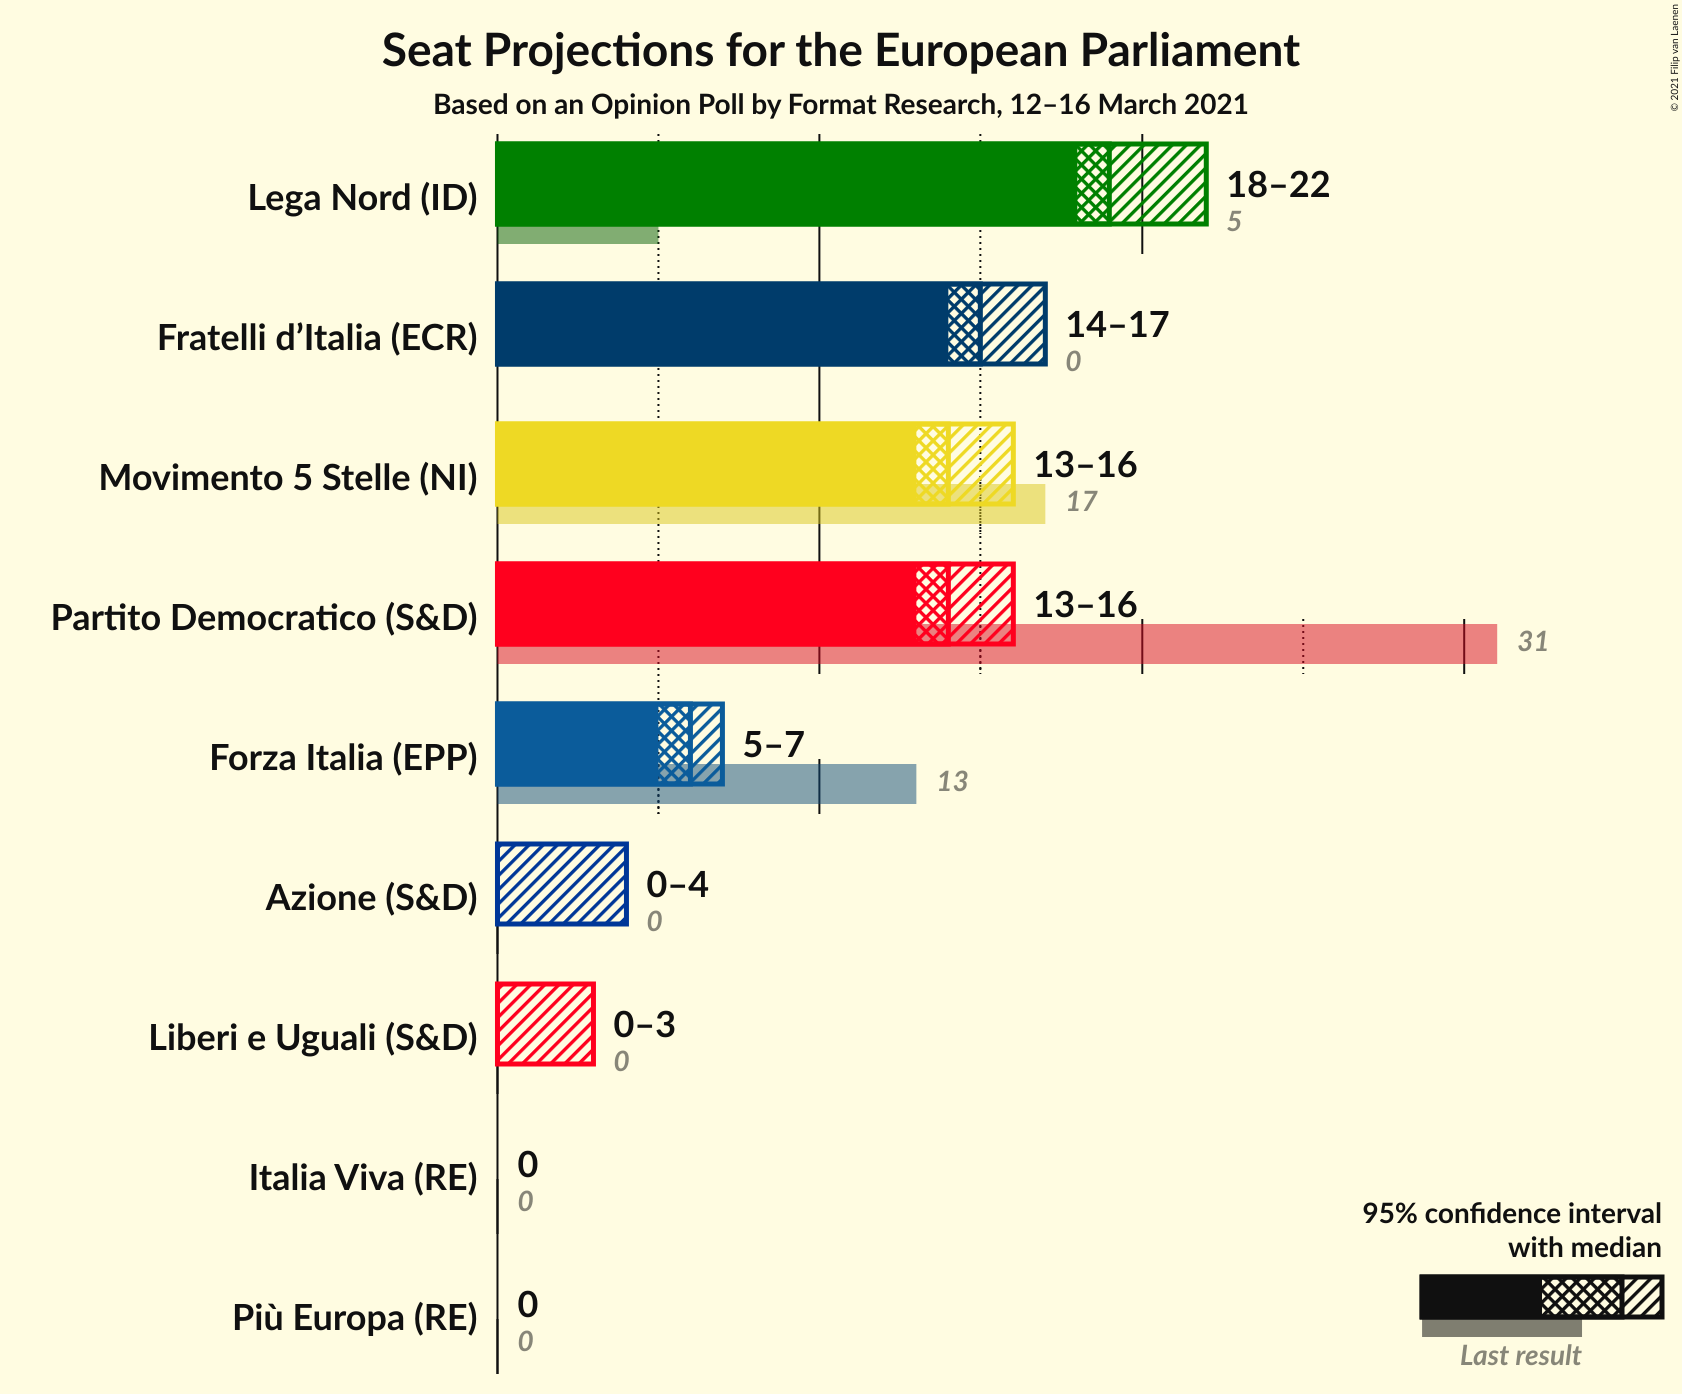 Seat Projections for the European Parliament
Based on an Opinion Poll by Format Research, 12–16 March 2021
© 2021 Filip van Laenen
Lega Nord (ID)
18–22
5
Fratelli d’Italia (ECR)
14–17
0
Movimento 5 Stelle (NI)
13–16
17
Partito Democratico (S&D)
13–16
31
Forza Italia (EPP)
5–7
13
Azione (S&D)
0–4
0
Liberi e Uguali (S&D)
0–3
0
Italia Viva (RE)
0
0
Più Europa (RE)
0
0
95% confidence interval
with median
Last result